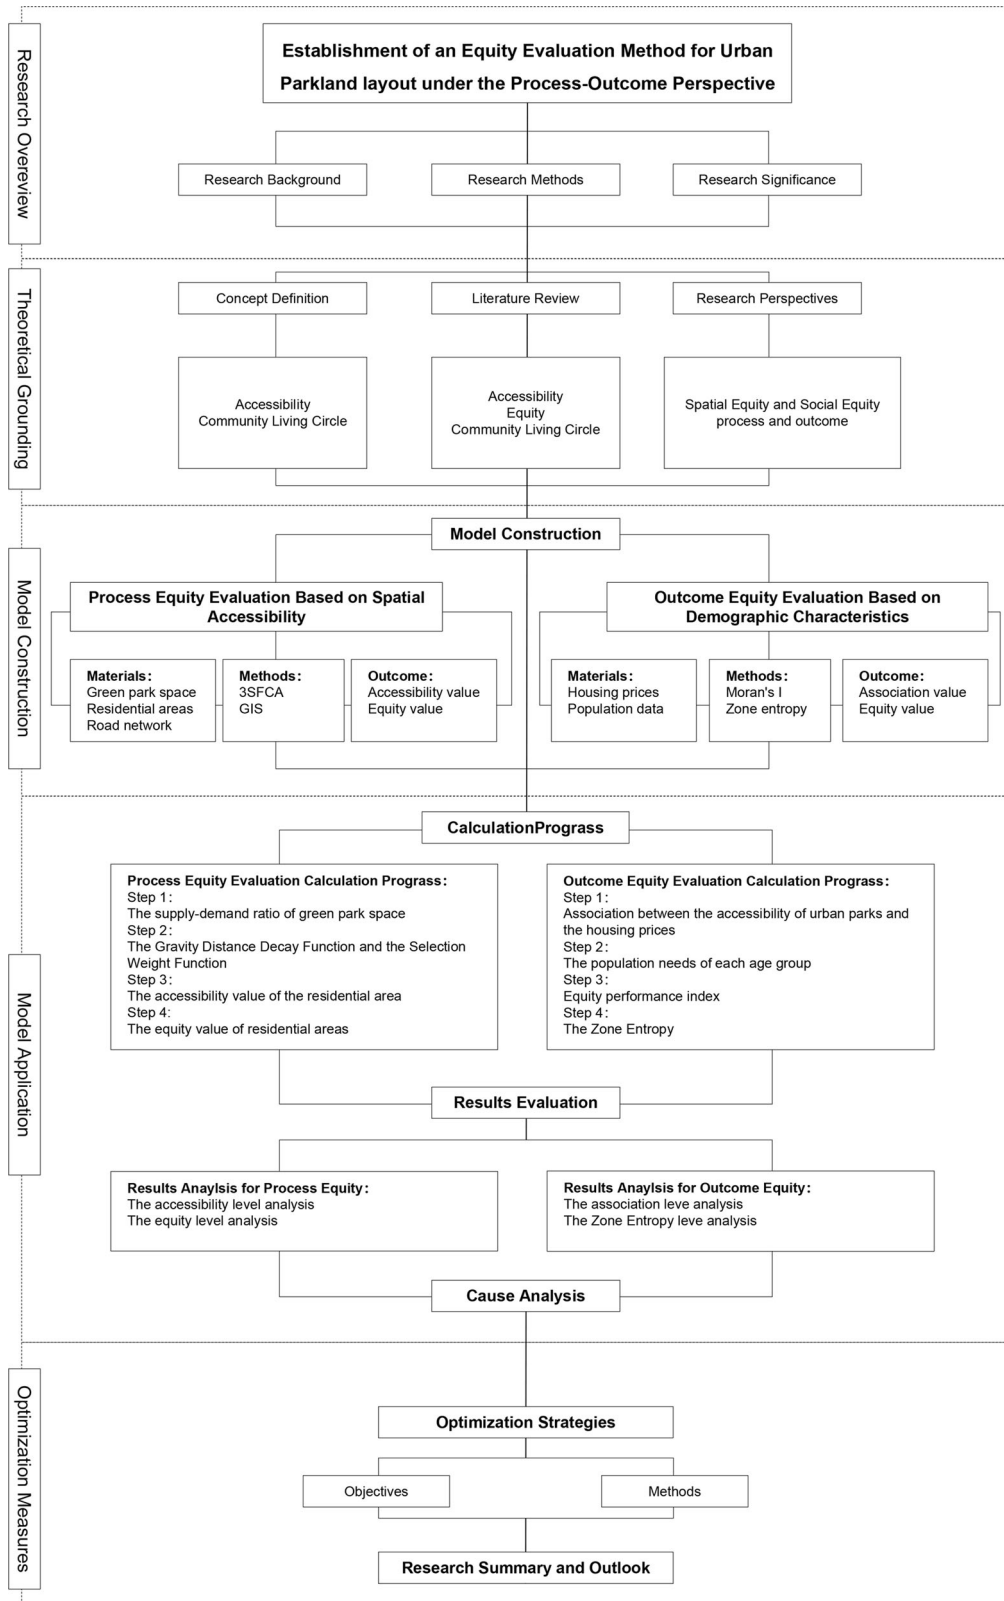 Research Overeview
Establishment of an Equity Evaluation Method for Urban
Parkland layout under the Process-Outcome Perspective
Research Background
Research Methods
Research Significance
Theoretical Grounding
Concept Definition
Literature Review
Research Perspectives
Accessibility
Community Living Circle
Accessibility
Equity
Community Living Circle
Spatial Equity and Social Equity
process and outcome
Model Construction
Model Construction
Process Equity Evaluation Based on Spatial
Accessibility
Materials:
Green park space
Residential areas
Road network
Methods:
3SFCA
GIS
Outcome:
Accessibility value
Equity value
Outcome Equity Evaluation Based on
Demographic Characteristics
Materials:
Housing prices
Population data
Methods:
Moran's I
Zone entropy
Outcome:
Association value
Equity value
Model Application
CalculationPrograss
Process Equity Evaluation Calculation Prograss:
Step 1:
The supply-demand ratio of green park space
Step 2:
The Gravity Distance Decay Function and the Selection
Weight Function
Step 3:
The accessibility value of the residential area
Step 4:
The equity value of residential areas
Outcome Equity Evaluation Calculation Prograss:
Step 1:
Association between the accessibility of urban parks and
the housing prices
Step 2:
The population needs of each age group
Step 3:
Equity performance index
Step 4:
The Zone Entropy
Results Evaluation
Results Anaylsis for Process Equity:
The accessibility level analysis
The equity level analysis
Results Anaylsis for Outcome Equity:
The association leve analysis
The Zone Entropy leve analysis
Cause Analysis
Optimization Measures
Optimization Strategies
Objectives
Methods
Research Summary and Outlook